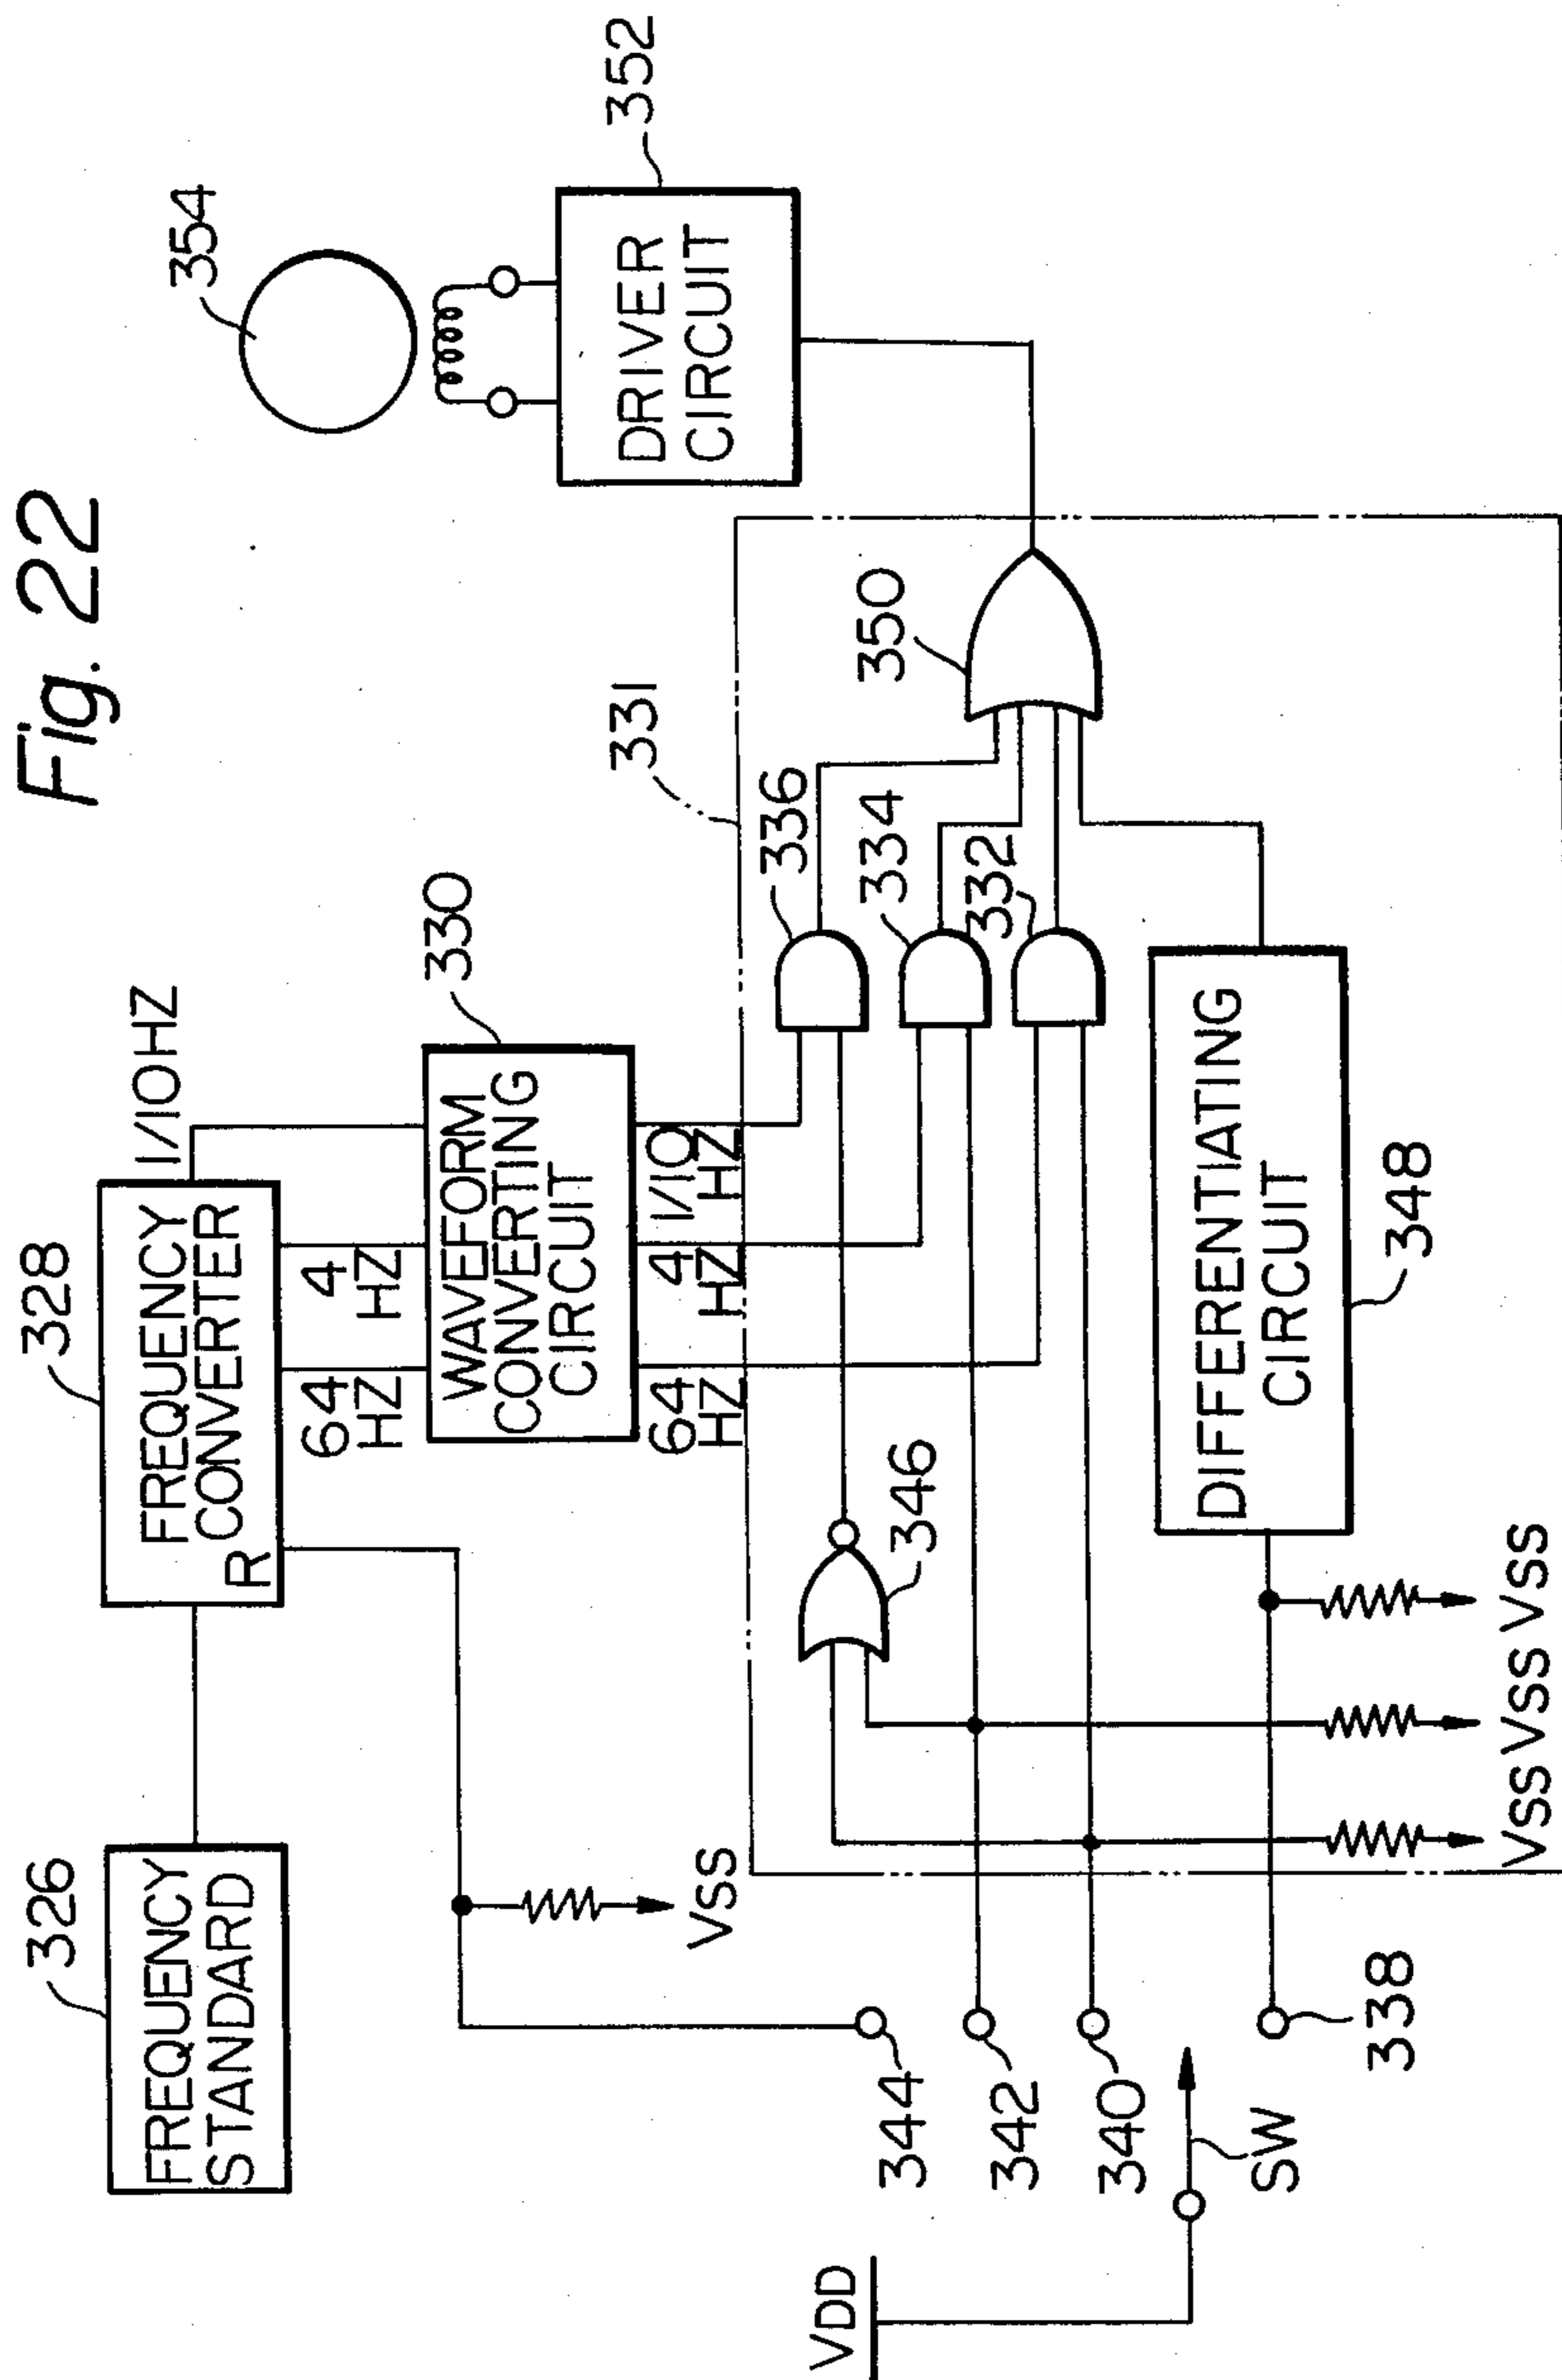 Fig. 22
326
FREQUENCY
STANDARD
328
FREQUENCY
CONVERTER
R
1/10HZ
4
HZ
64
HZ
330
WAVEFORM
CONVERTING
CIRCUIT
1/10
HZ
4
HZ
64
HZ
354
352
DRIVER
CIRCUIT
331
336
334
332
350
346
VSS
344
342
340
338
SW
VDD
DIFFERENTIATING
CIRCUIT
348
VSS VSS VSS